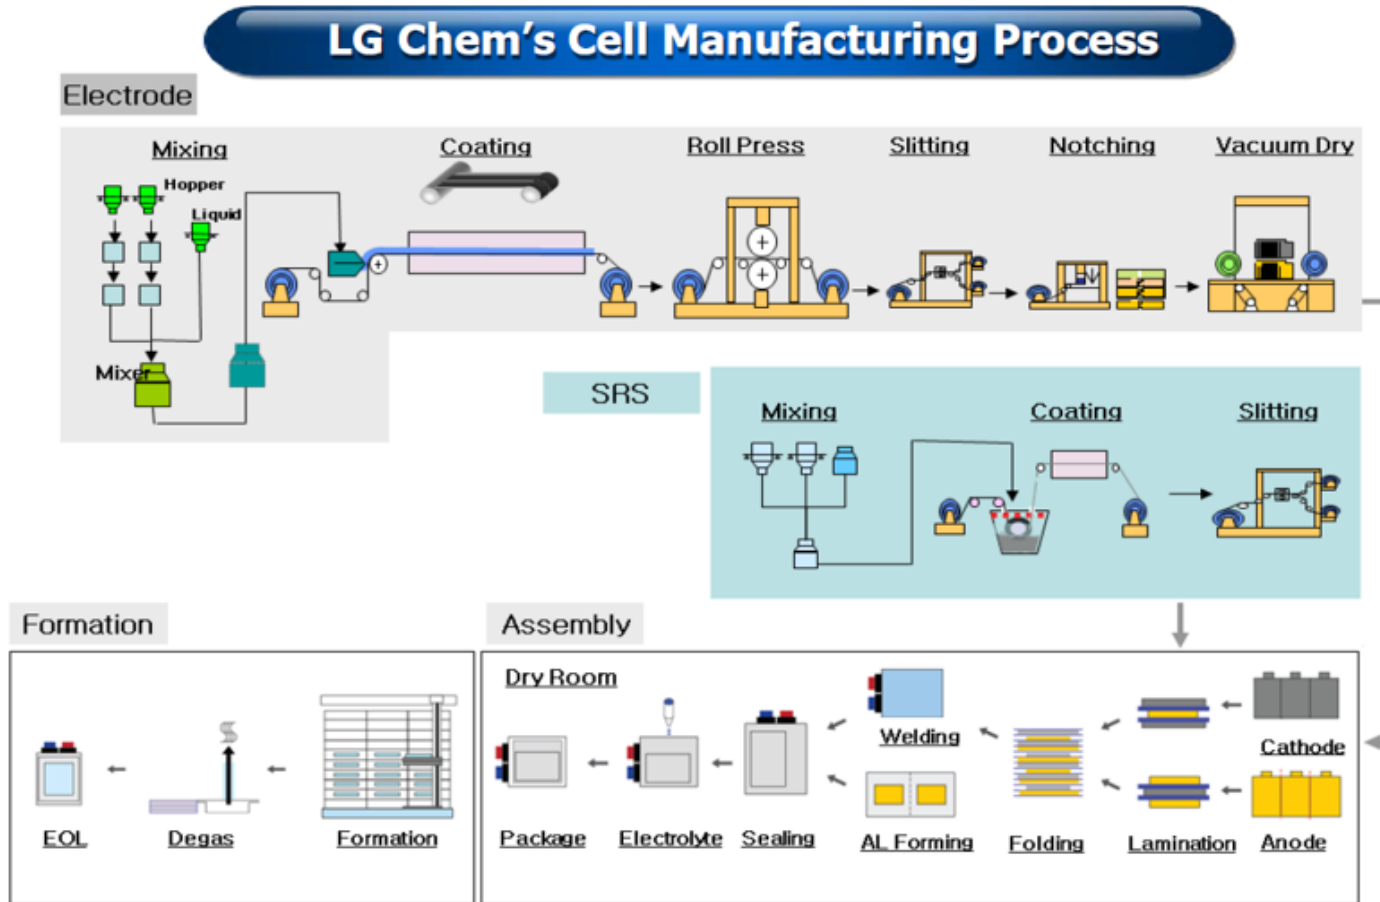 LG Chem's Cell Manufacturing Process
Electrode
Mixing
Coating
Roll Press
Slitting
Notching
Vacuum Dry
Hopper
Liquid
Mixer
SRS
Mixing
Coating
Slitting
Formation
Assembly
Dry Room
Welding
Cathode
EOL
Degas
Formation
Package
Electrolyte
Sealing
AL Forming
Folding
Lamination
Anode